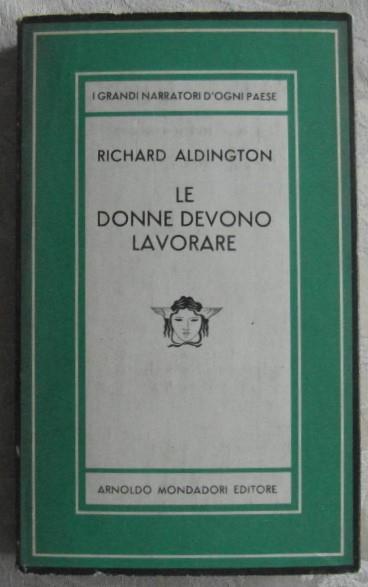 I GRANDI NARRATORI D'OGNI PAESE
RICHARD ALDINGTON
LE
DONNE DEVONO
LAVORARE
ARNOLDO MONDADORI EDITORE